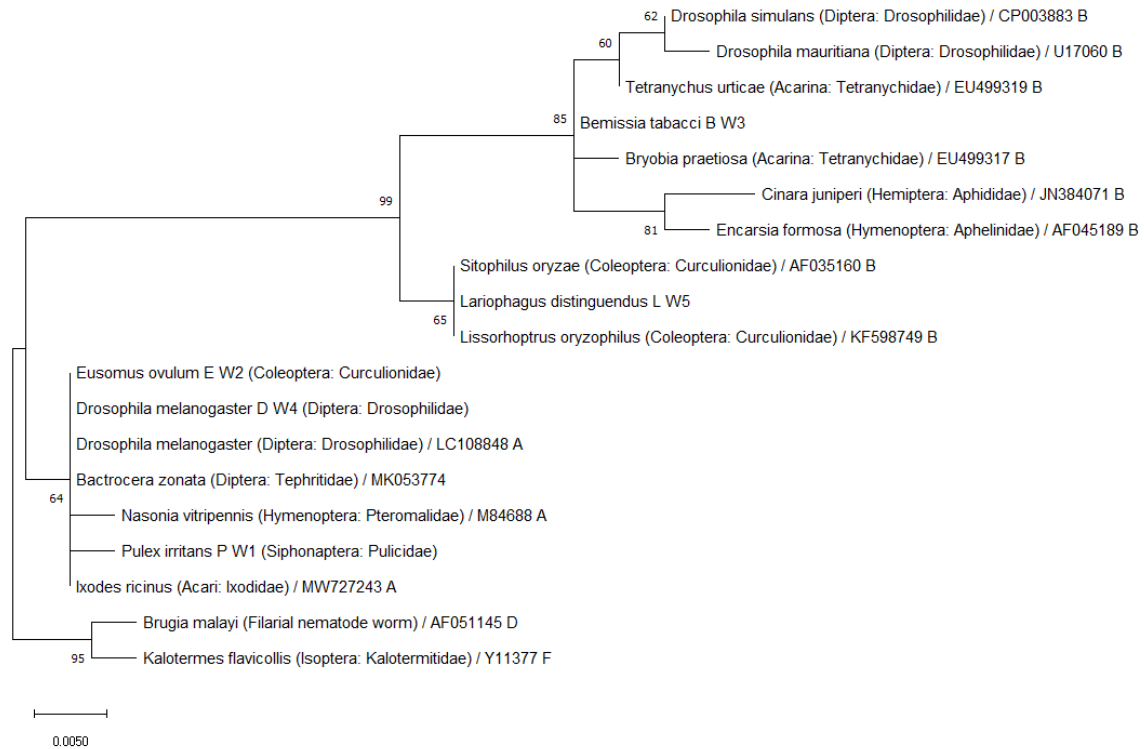 62
Drosophila simulans (Diptera: Drosophilidae) / CP003883 B
60
Drosophila mauritiana (Diptera: Drosophilidae) / U17060 B
Tetranychus urticae (Acarina: Tetranychidae) / EU499319 B
85
Bemissia tabacci B W3
Bryobia praetiosa (Acarina: Tetranychidae) / EU499317 B
99
Cinara juniperi (Hemiptera: Aphididae) / JN384071 B
81
Encarsia formosa (Hymenoptera: Aphelinidae) / AF045189 B
Sitophilus oryzae (Coleoptera: Curculionidae) / AF035160 B
Lariophagus distinguendus L W5
65
Lissorhoptrus oryzophilus (Coleoptera: Curculionidae) / KF598749 B
Eusomus ovulum E W2 (Coleoptera: Curculionidae)
Drosophila melanogaster D W4 (Diptera: Drosophilidae)
Drosophila melanogaster (Diptera: Drosophilidae) / LC108848 A
Bactrocera zonata (Diptera: Tephritidae) / MK053774
64
Nasonia vitripennis (Hymenoptera: Pteromalidae) / M84688 A
Pulex irritans P W1 (Siphonaptera: Pulicidae)
Ixodes ricinus (Acari: Ixodidae) / MW727243 A
Brugia malayi (Filarial nematode worm) / AF051145 D
95
Kalotermes flavicollis (Isoptera: Kalotermitidae) / Y11377 F
0.0050